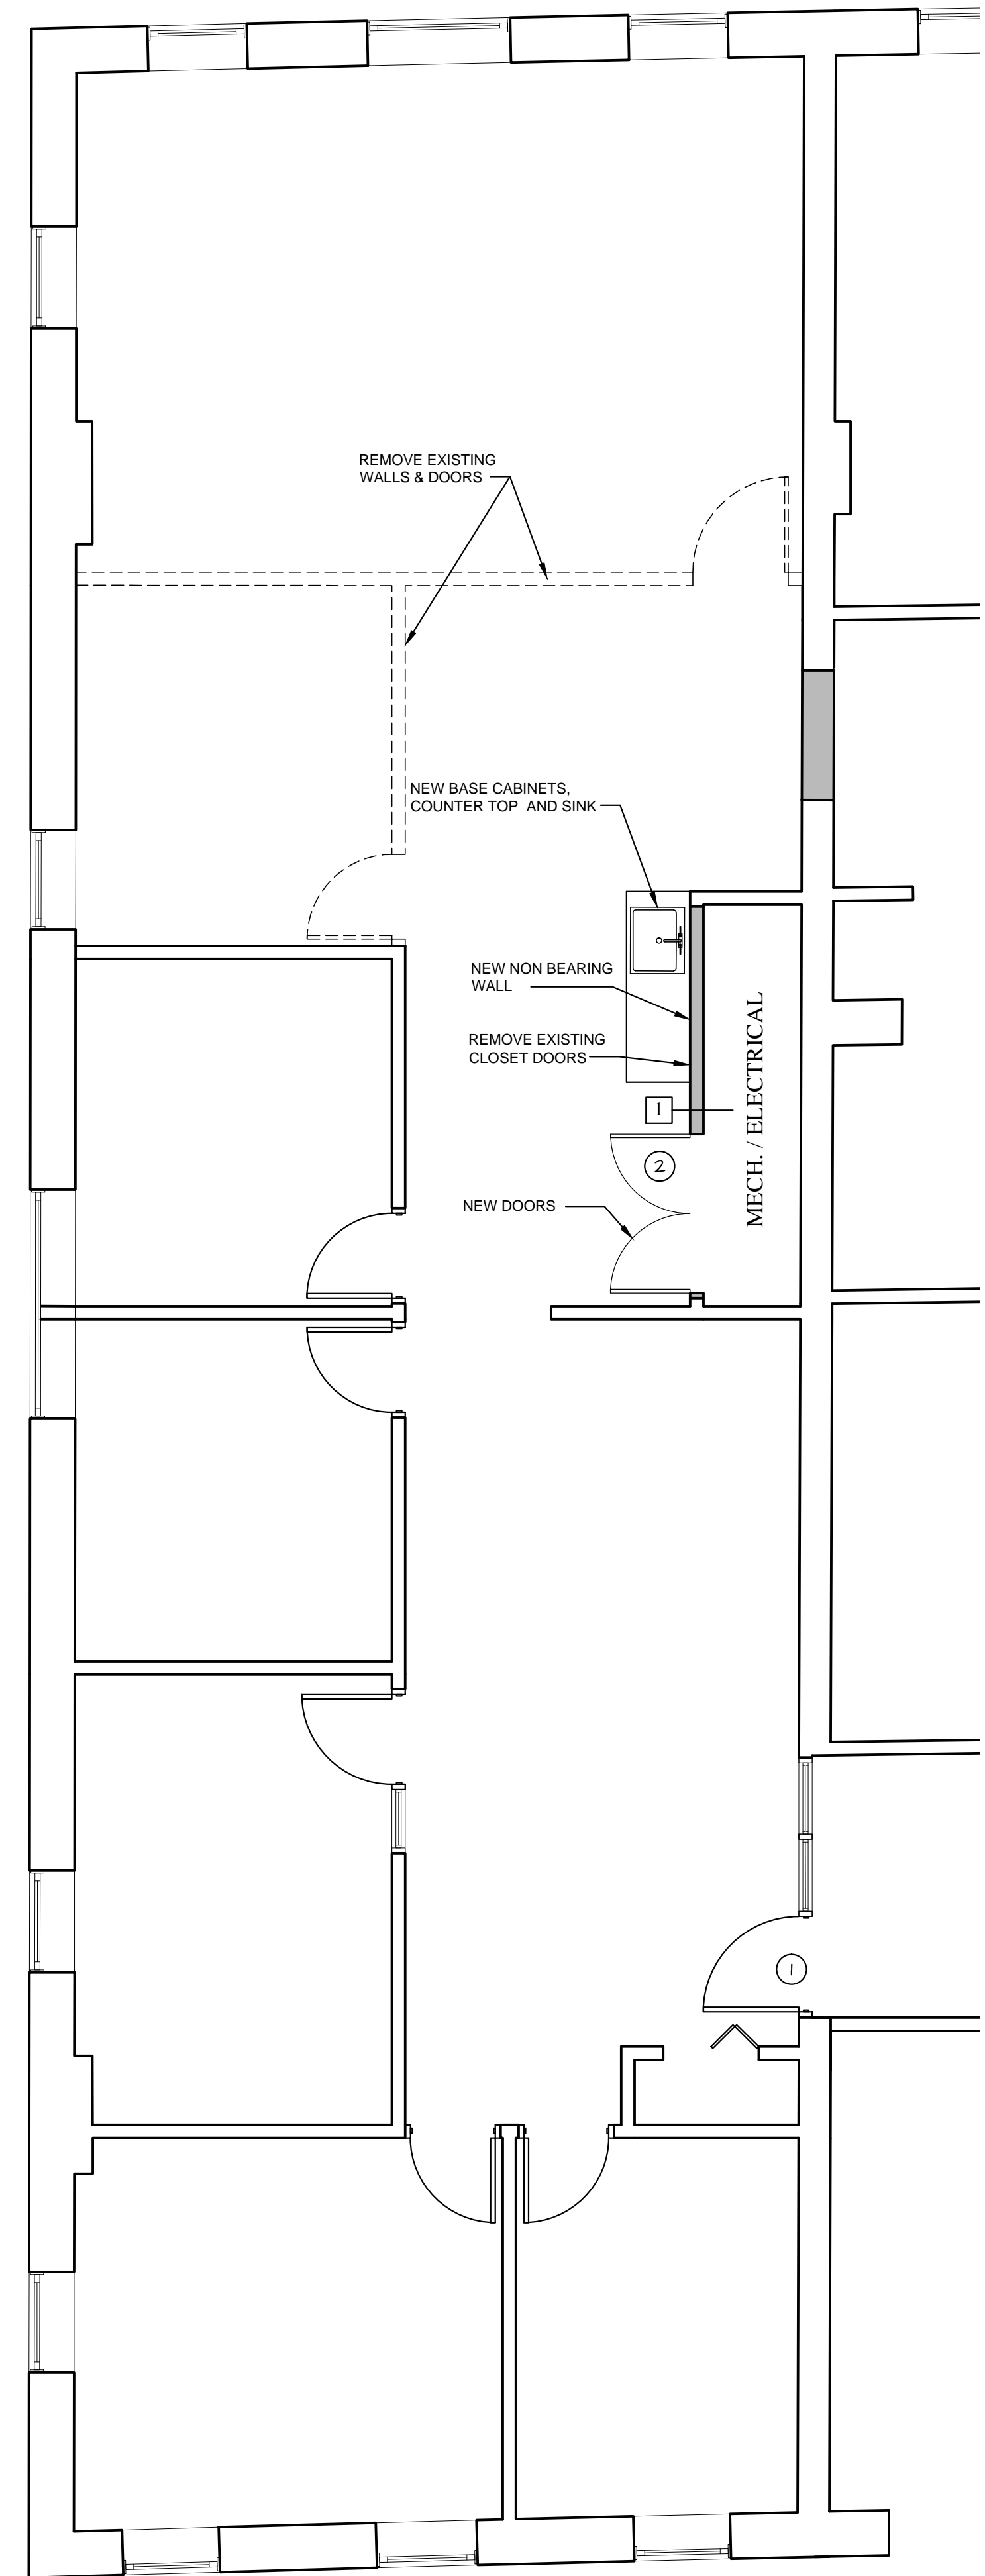 REMOVE EXISTING
WALLS & DOORS
NEW BASE CABINETS,
COUNTER TOP AND SINK
NEW NON BEARING
WALL
REMOVE EXISTING
CLOSET DOORS
1
MECH. / ELECTRICAL
2
NEW DOORS
1